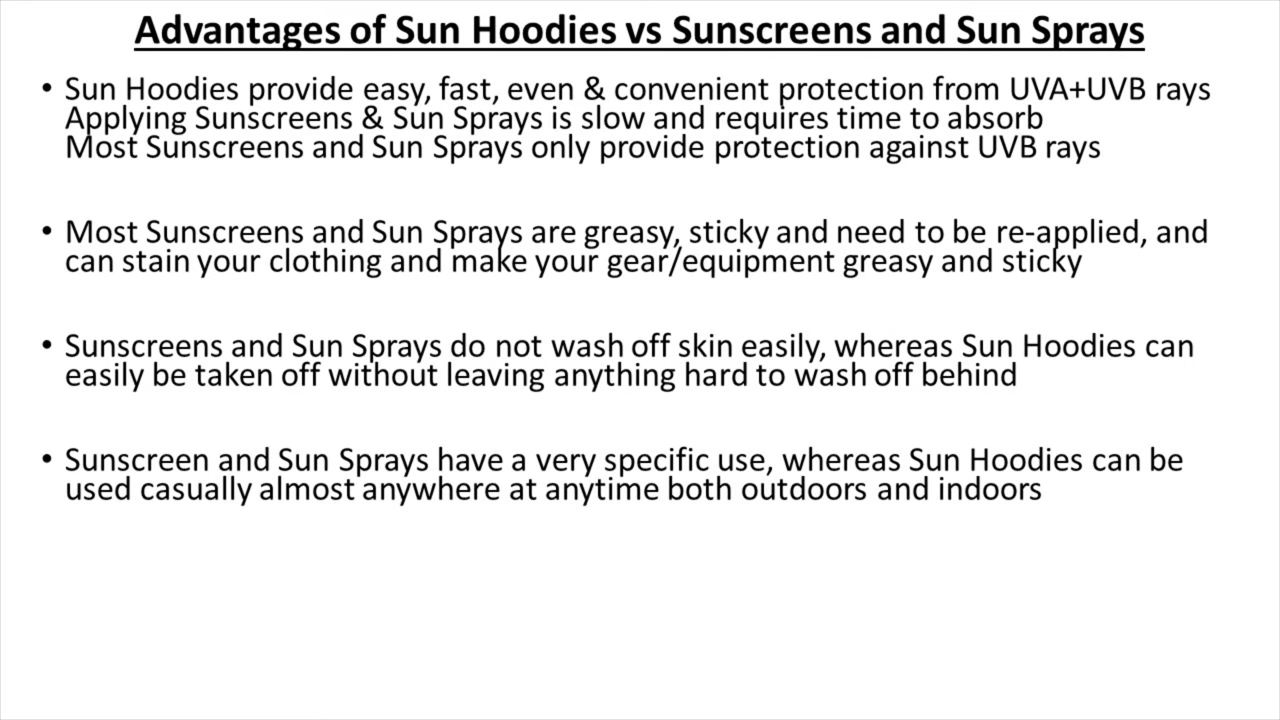 Advantages of Sun Hoodies vs Sunscreens and Sun Sprays
• Sun Hoodies provide easy, fast, even & convenient protection from UVA+UVB rays
Applying Sunscreens & Sun Sprays is slow and requires time to absorb
Most Sunscreens and Sun Sprays only provide protection against UVB rays
• Most Sunscreens and Sun Sprays are greasy, sticky and need to be re-applied, and
can stain your clothing and make your gear/equipment greasy and sticky
• Sunscreens and Sun Sprays do not wash off skin easily, whereas Sun Hoodies can
easily be taken off without leaving anything hard to wash off behind
• Sunscreen and Sun Sprays have a very specific use, whereas Sun Hoodies can be
used casually almost anywhere at anytime both outdoors and indoors